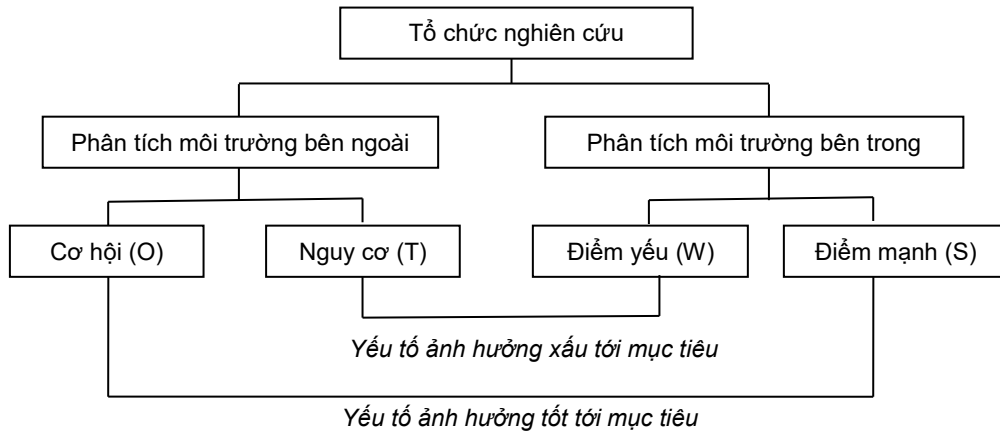 Tổ chức nghiên cứu
Phân tích môi trường bên ngoài
Phân tích môi trường bên trong
Cơ hội (O)
Nguy cơ (T)
Điểm yếu (W)
Điểm mạnh (S)
Yếu tố ảnh hưởng xấu tới mục tiêu
Yếu tố ảnh hưởng tốt tới mục tiêu